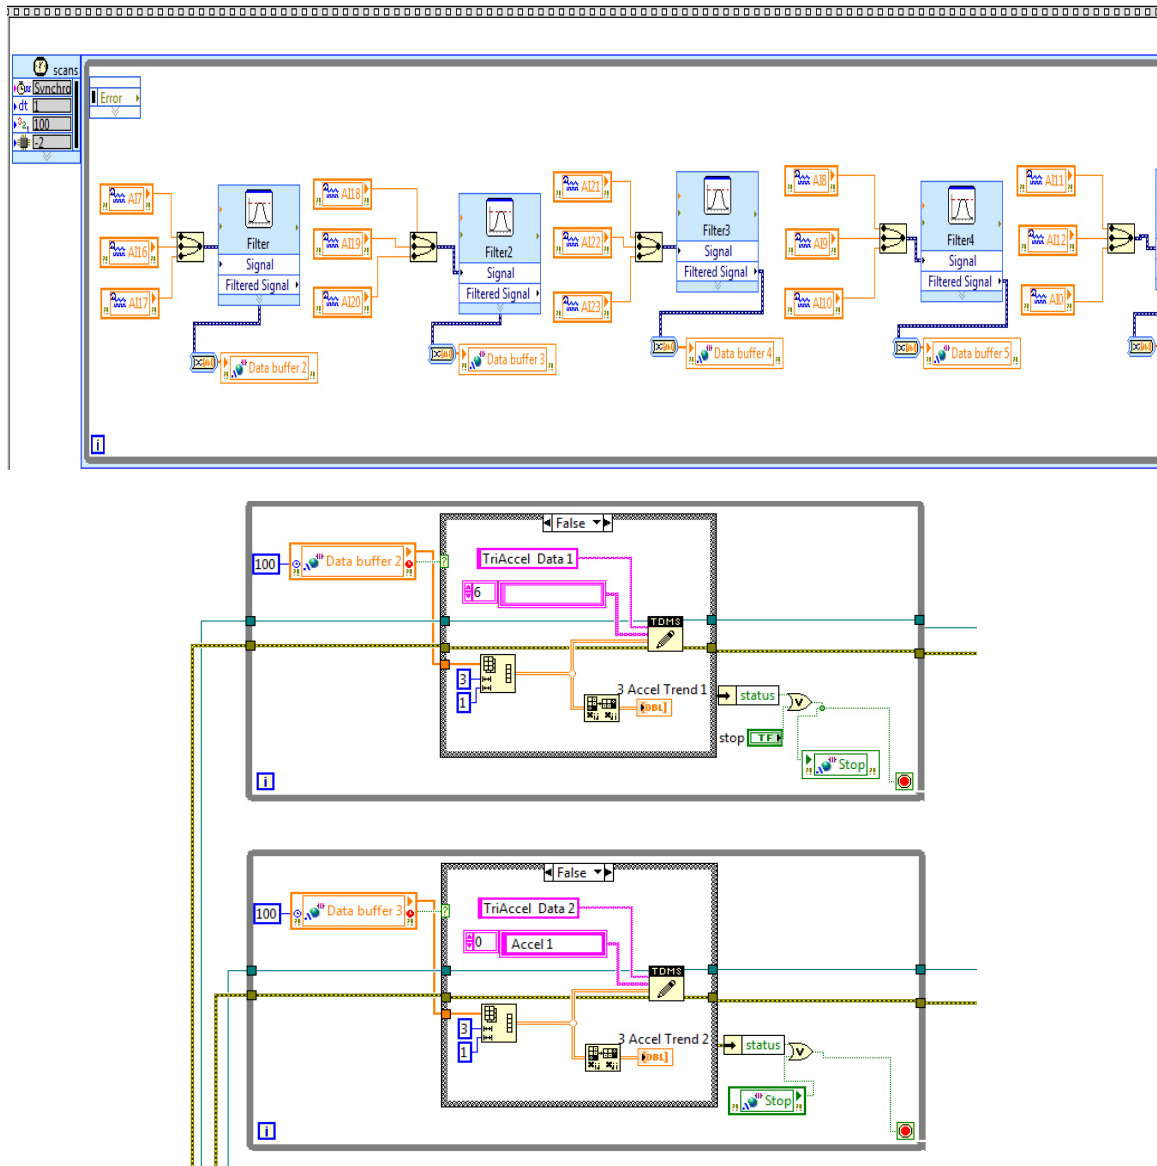 scans
Synchro
dt 1
100
-2
Error
AI7
AI16
AI17
Filter
Signal
Filtered Signal
Data buffer 2
AI18
AI19
AI20
Filter2
Signal
Filtered Signal
Data buffer 3
AI21
AI22
AI23
Filter3
Signal
Filtered Signal
Data buffer 4
AI8
AI9
AI10
Filter4
Signal
Filtered Signal
Data buffer 5
AI11
AI12
AI0
i
False
100
Data buffer 2
?
TriAccel Data 1
6
TDMS
3
1
3 Accel Trend 1
DBL
status
V
stop
TF
Stop
i
False
100
Data buffer 3
?
TriAccel Data 2
0
Accel 1
TDMS
3
1
3 Accel Trend 2
DBL
status
V
Stop
i